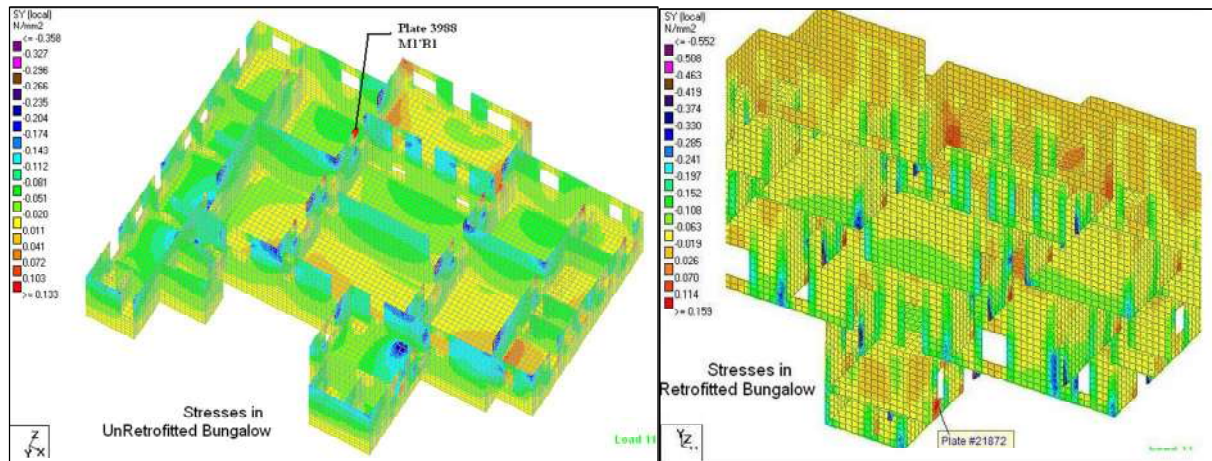 SY (local)
N/mm2
<= -0.358
-0.327
-0.296
-0.266
-0.235
-0.204
-0.174
-0.143
-0.112
-0.081
-0.051
-0.020
0.011
0.041
0.072
0.103
>= 0.133
Plate 3988
M1'B1
Stresses in
UnRetrofitted Bungalow
Load 11
Z
Y X
SY (local)
N/mm2
<= -0.552
-0.508
-0.463
-0.419
-0.374
-0.330
-0.285
-0.241
-0.197
-0.152
-0.108
-0.063
-0.019
0.026
0.070
0.114
>= 0.159
Stresses in
Retrofitted Bungalow
Plate #21872
Y Z